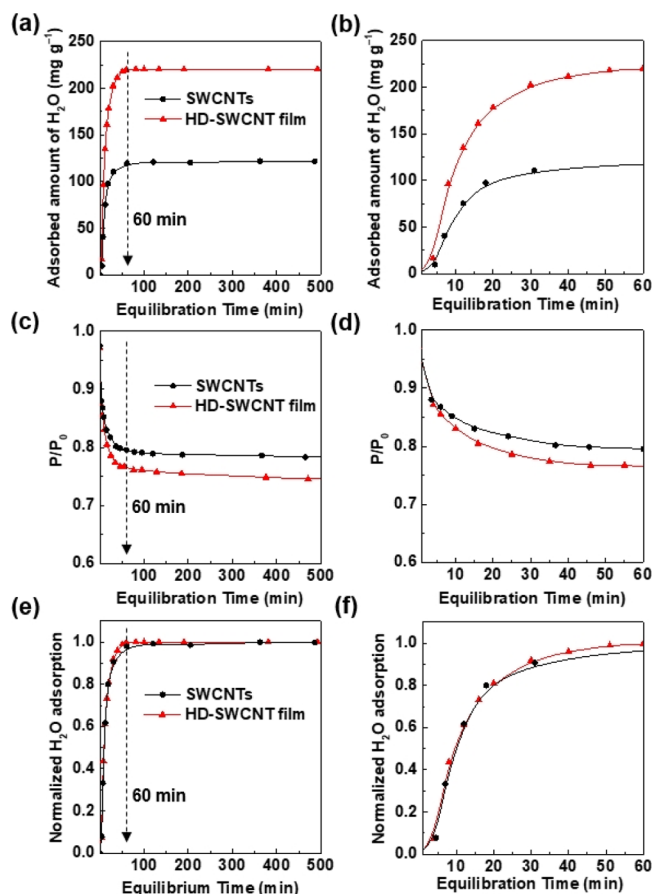 (a)
250
200
150
100
50
0
Adsorbed amount of H₂O (mg g⁻¹)
SWCNTs
HD-SWCNT film
60 min
100 200 300 400 500
Equilibration Time (min)
(b)
250
200
150
100
50
0
Adsorbed amount of H₂O (mg g⁻¹)
10 20 30 40 50 60
Equilibration Time (min)
(c)
1.0
0.9
0.8
0.7
0.6
P/P₀
SWCNTs
HD-SWCNT film
60 min
100 200 300 400 500
Equilibration Time (min)
(d)
1.0
0.9
0.8
0.7
0.6
P/P₀
10 20 30 40 50 60
Equilibration Time (min)
(e)
1.0
0.8
0.6
0.4
0.2
0.0
Normalized H₂O adsorption
SWCNTs
HD-SWCNT film
60 min
100 200 300 400 500
Equilibrium Time (min)
(f)
1.0
0.8
0.6
0.4
0.2
0.0
Normalized H₂O adsorption
10 20 30 40 50 60
Equilibration Time (min)